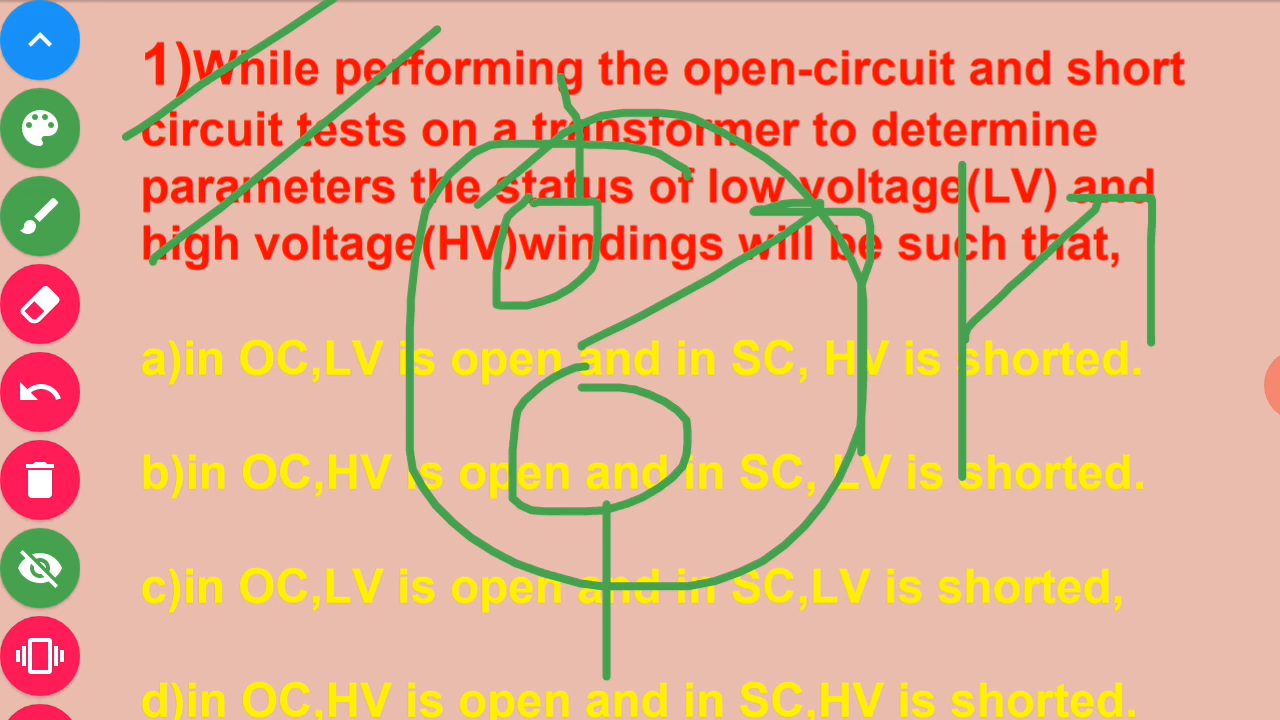 1)While performing the open-circuit and short
circuit tests on a transformer to determine
parameters the status of low voltage(LV) and
high voltage(HV)windings will be such that,
a)in OC,LV is open and in SC, HV is shorted.
b)in OC,HV is open and in SC, LV is shorted.
c)in OC,LV is open and in SC,LV is shorted,
d)in OC,HV is open and in SC,HV is shorted.